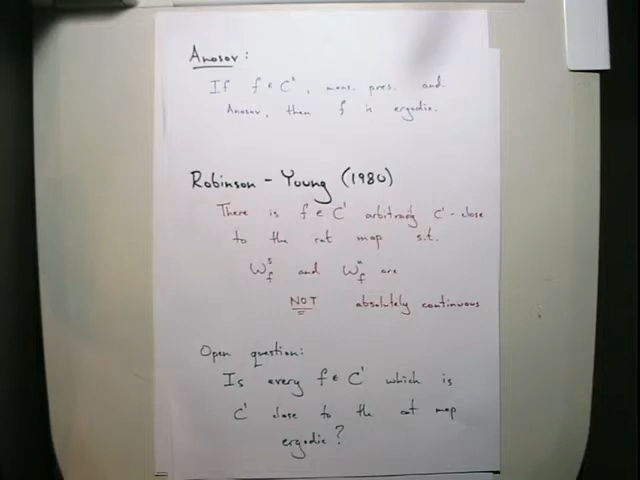 Anosov:
If f ∈ C², meas. pres. and
Anosov, then f is ergodic.
Robinson - Young (1980)
There is f ∈ C¹ arbitrarily C¹-close
to the cat map s.t.
W^s_f and W^u_f are
NOT absolutely continuous
Open question:
Is every f ∈ C¹ which is
C¹ close to the cat map
ergodic?